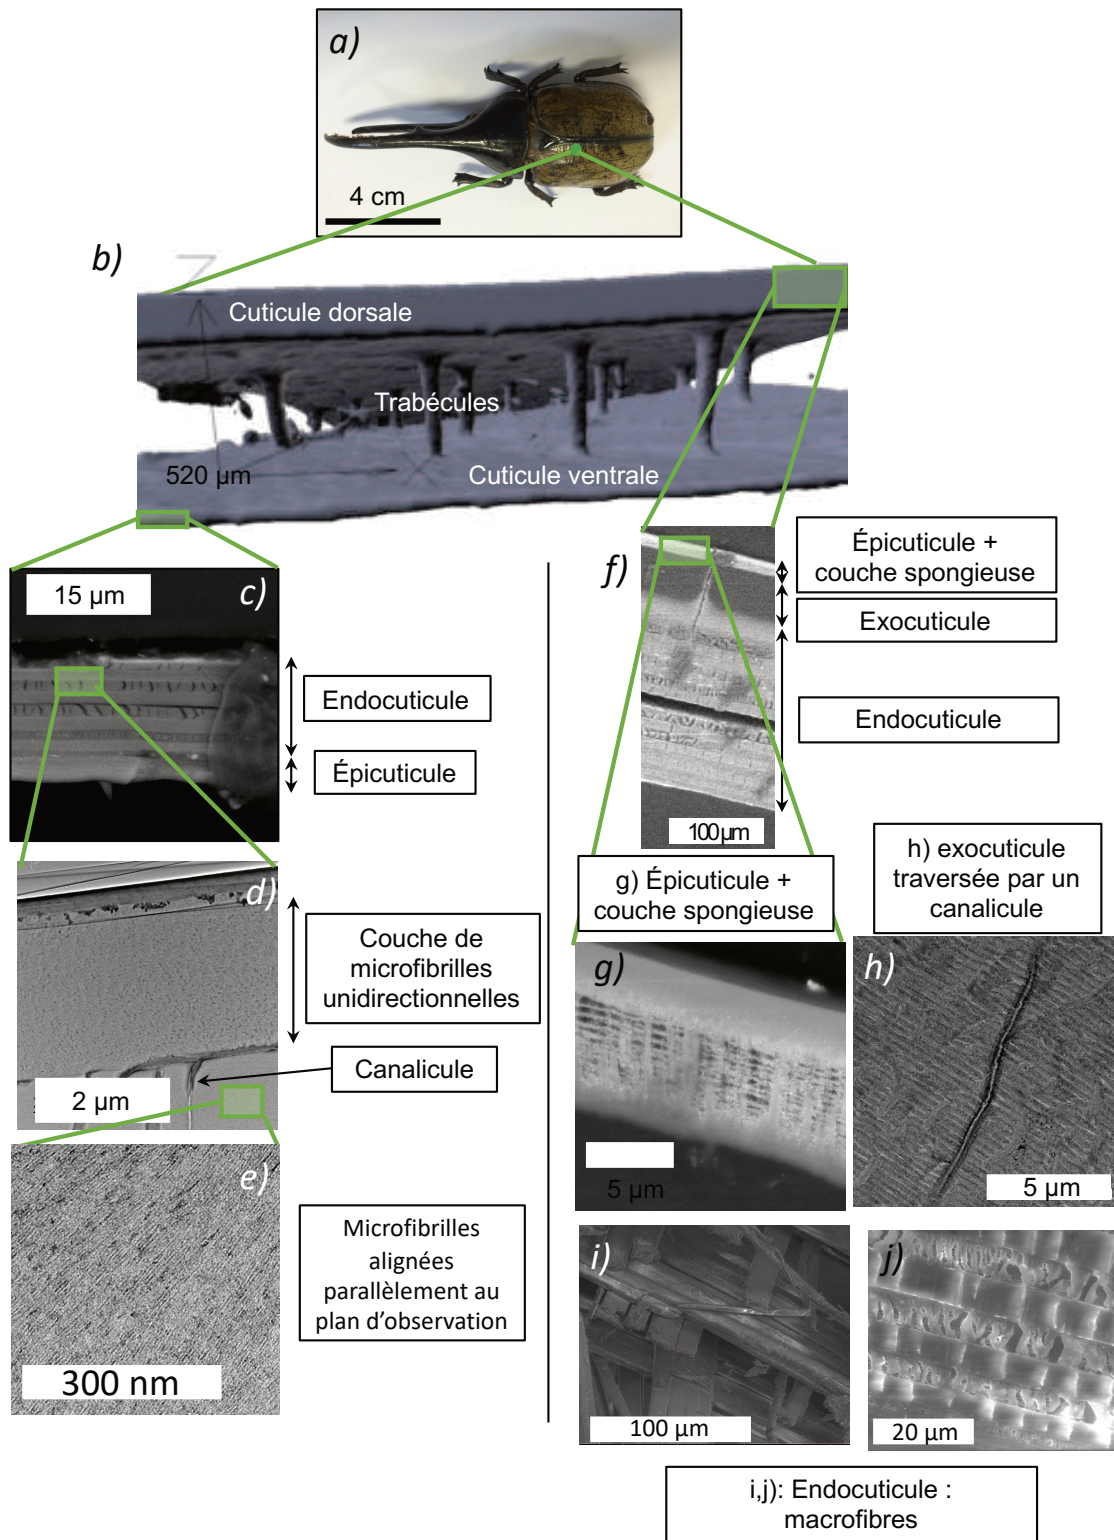 a)
4 cm
b)
Cuticule dorsale
Trabécules
520 µm
Cuticule ventrale
15 µm
c)
Endocuticule
Épicuticule
d)
Couche de
microfibrilles
unidirectionnelles
Canalicule
2 µm
e)
Microfibrilles
alignées
parallèlement au
plan d’observation
300 nm
f)
Épicuticule +
couche spongieuse
Exocuticule
Endocuticule
100 µm
g) Épicuticule +
couche spongieuse
h) exocuticule
traversée par un
canalicule
g)
5 µm
h)
5 µm
i)
100 µm
j)
20 µm
i,j): Endocuticule :
macrofibres